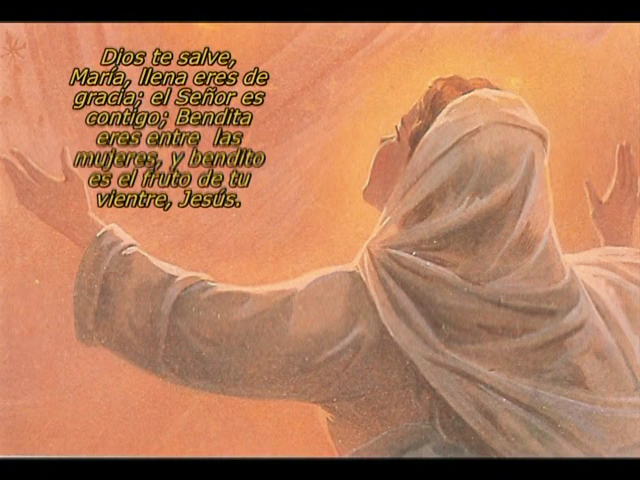 Dios te salve,
María, llena eres de
gracia; el Señor es
contigo; Bendita
eres entre las
mujeres, y bendito
es el fruto de tu
vientre, Jesús.